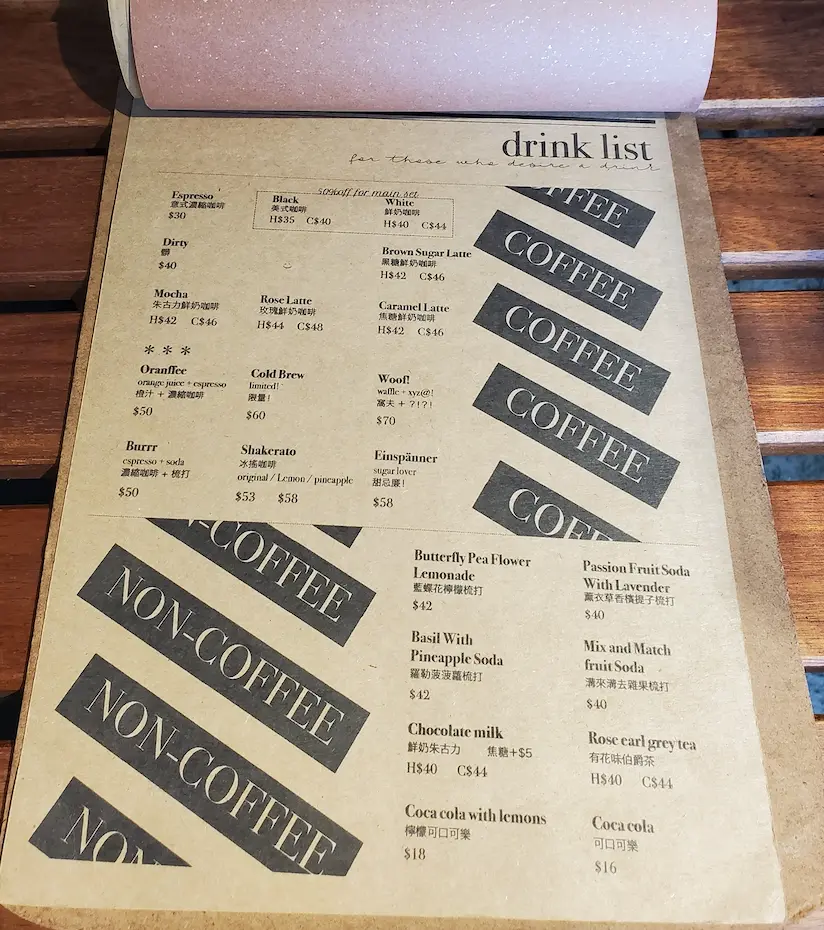 drink list
for those who desire a drink
50%off for main set
Espresso
意式濃縮咖啡
$30
Black
美式咖啡
H$35 C$40
White
鮮奶咖啡
H$40 C$44
Dirty
髒
$40
Brown Sugar Latte
黑糖鮮奶咖啡
H$42 C$46
Mocha
朱古力鮮奶咖啡
H$42 C$46
Rose Latte
玫瑰鮮奶咖啡
H$44 C$48
Caramel Latte
焦糖鮮奶咖啡
H$42 C$46
***
Oranffee
orange juice + espresso
橙汁 + 濃縮咖啡
$50
Cold Brew
limited!
限量!
$60
Woof!
waffle + xyz@!
窩夫 + ?!?!
$70
Burrr
espresso + soda
濃縮咖啡 + 梳打
$50
Shakerato
冰搖咖啡
original / Lemon / pineapple
$53 $58
Einspänner
sugar lover
甜忌廉!
$58
FFEE
COFFEE
COFFEE
COFFEE
COFF
N-COFFEE
NON-COFFEE
NON-COFFEE
NON
Butterfly Pea Flower
Lemonade
藍蝶花檸檬梳打
$42
Passion Fruit Soda
With Lavender
薰衣草香檳提子梳打
$40
Basil With
Pineapple Soda
羅勒菠菠蘿梳打
$42
Mix and Match
fruit Soda
溝來溝去雜果梳打
$40
Chocolate milk
鮮奶朱古力 焦糖+$5
H$40 C$44
Rose earl grey tea
有花味伯爵茶
H$40 C$44
Coca cola with lemons
檸檬可口可樂
$18
Coca cola
可口可樂
$16